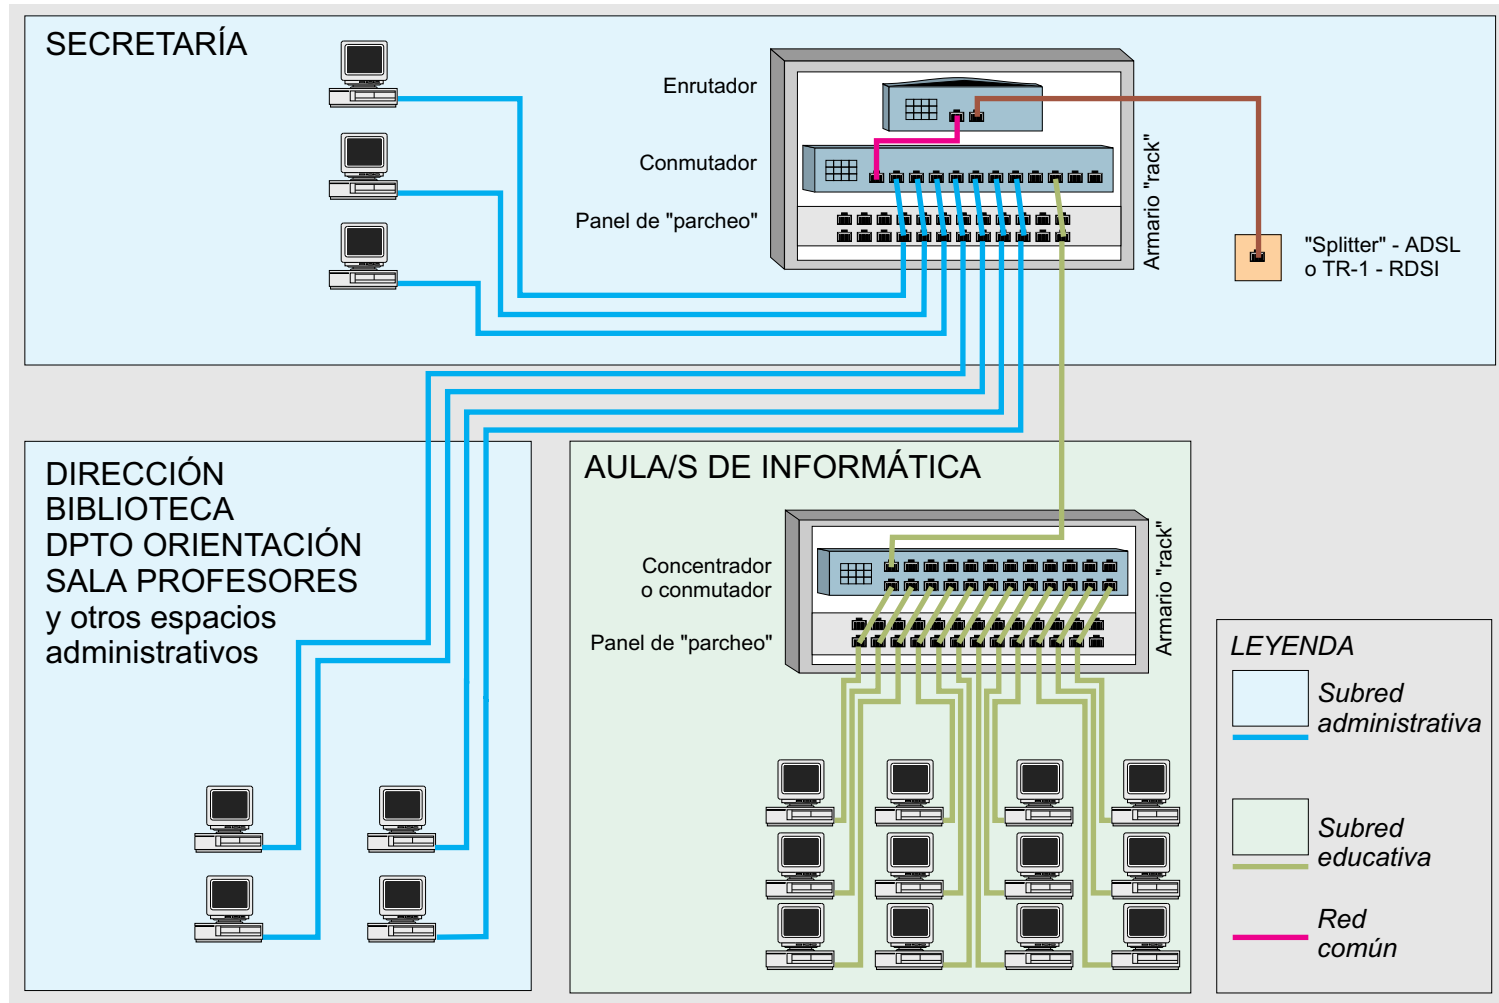 SECRETARÍA
Enrutador
Conmutador
Panel de "parcheo"
Armario "rack"
"Splitter" - ADSL
o TR-1 - RDSI
DIRECCIÓN
BIBLIOTECA
DPTO ORIENTACIÓN
SALA PROFESORES
y otros espacios
administrativos
AULA/S DE INFORMÁTICA
Concentrador
o conmutador
Panel de "parcheo"
Armario "rack"
LEYENDA
Subred
administrativa
Subred
educativa
Red
común